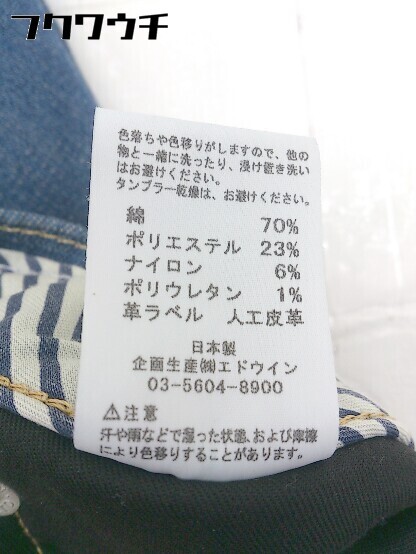 フクワウチ
色落ちや色移りがしますので、他の
物と一緒に洗ったり、浸け置き洗い
はお避けください。
タンブラー乾燥は、お避けください。
綿 70%
ポリエステル 23%
ナイロン 6%
ポリウレタン 1%
革ラベル 人工皮革
日本製
企画生産㈱エドウイン
03-5604-8900
⚠注意
汗や雨などで湿った状態、および摩擦
により色移りすることがあります。